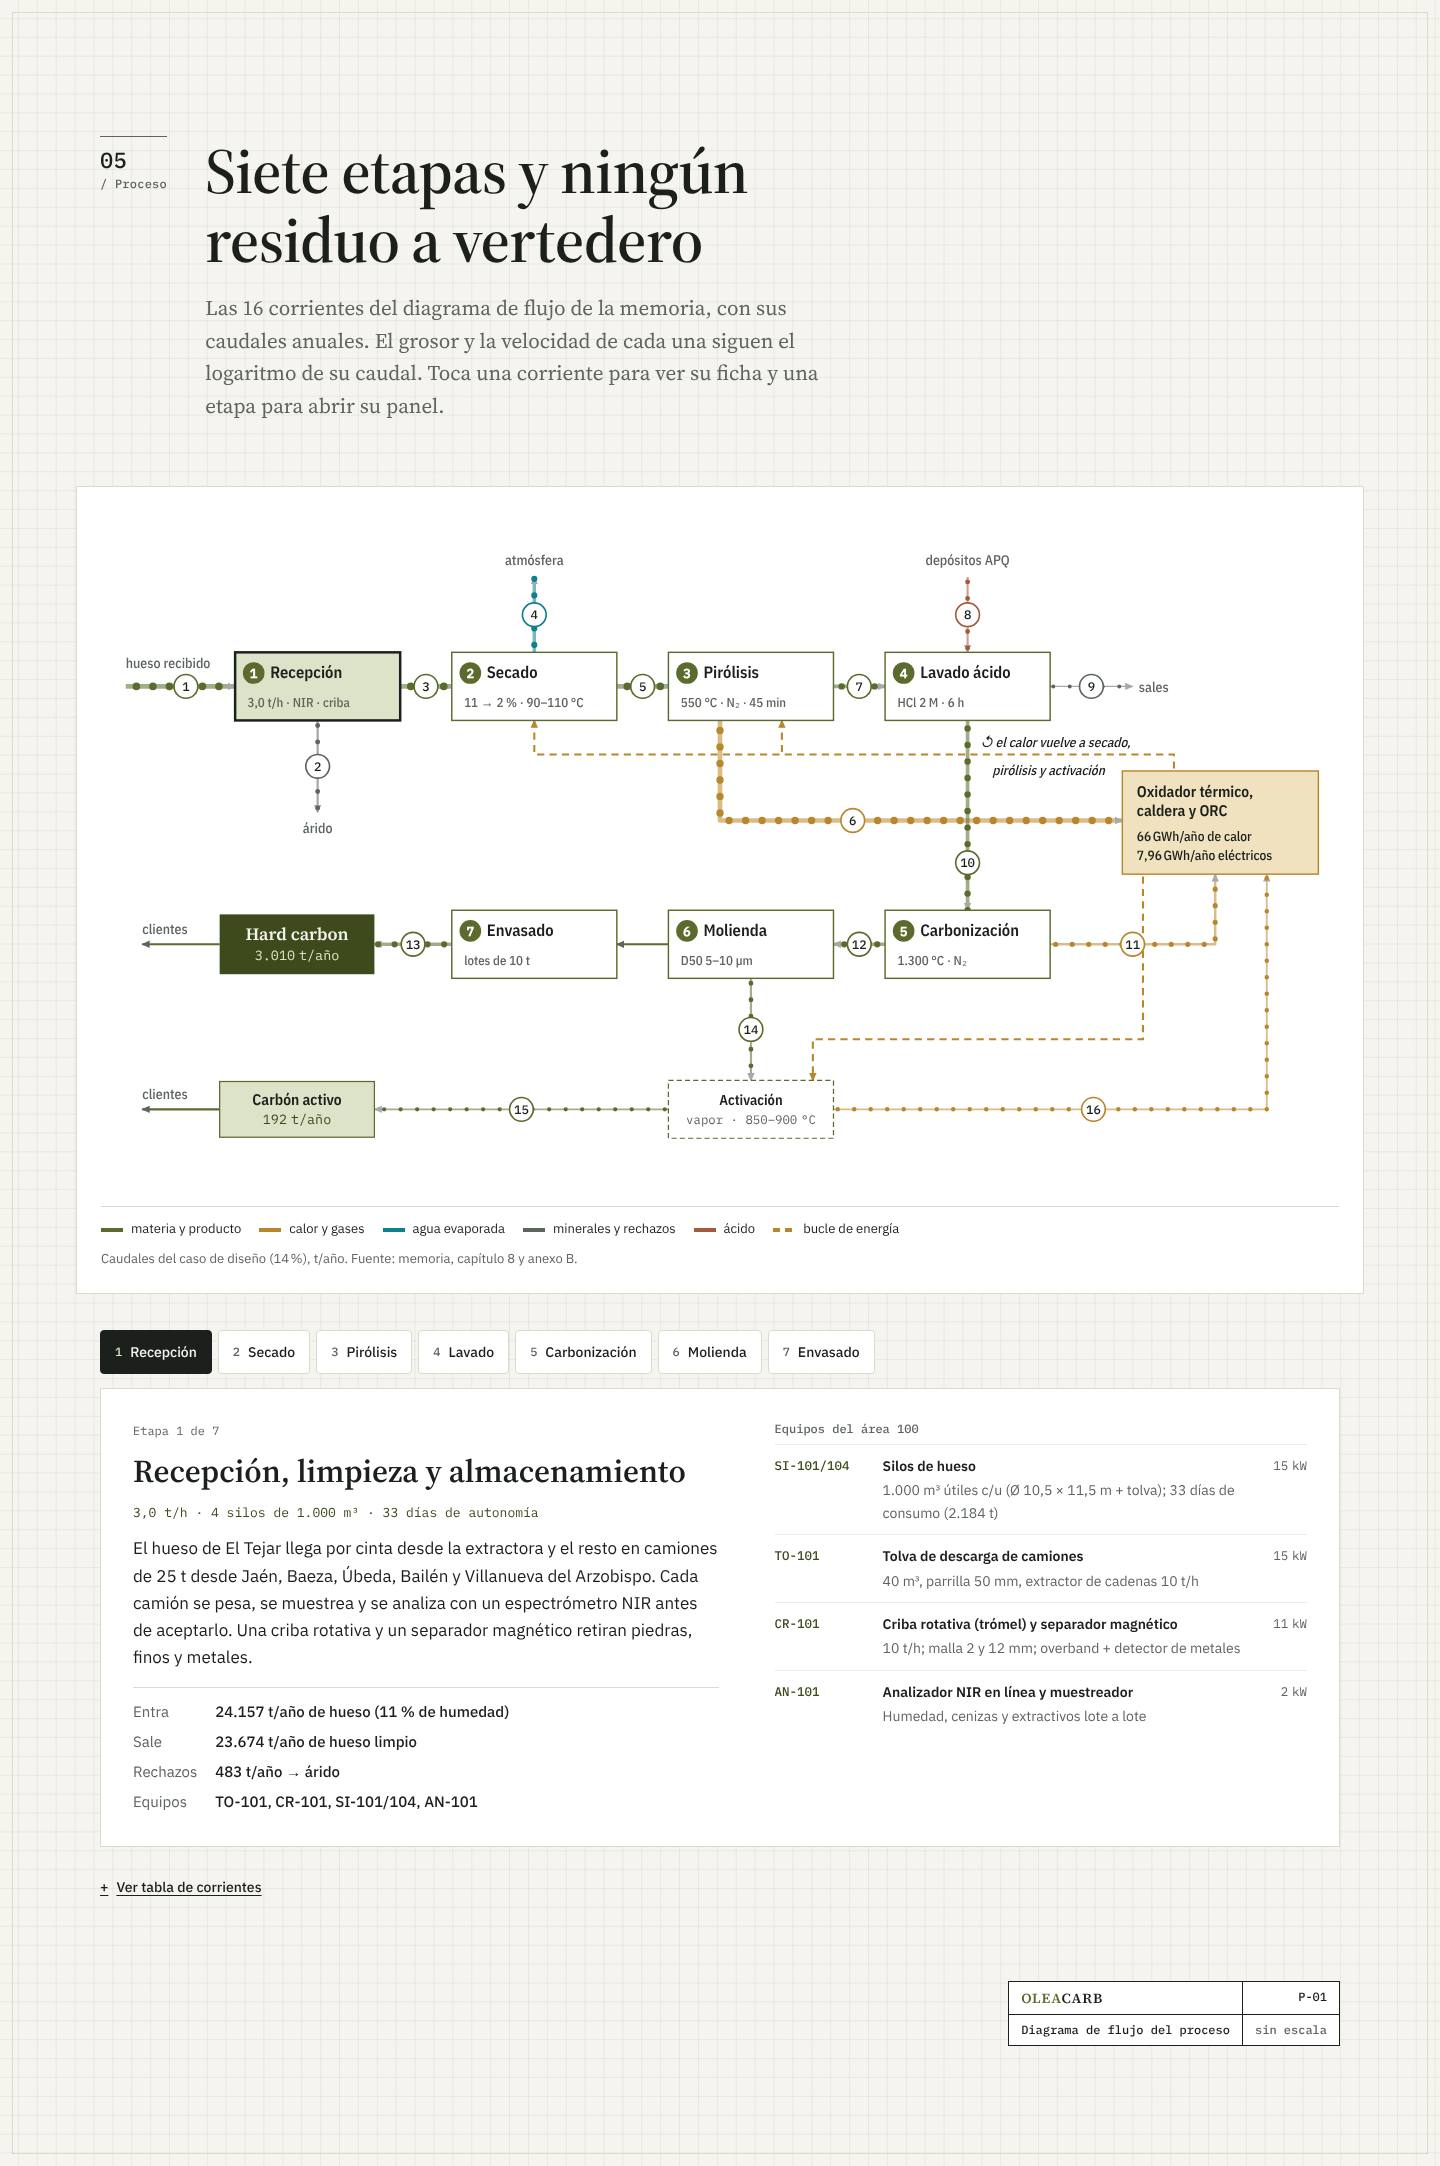 05
/ Proceso
Siete etapas y ningún
residuo a vertedero
Las 16 corrientes del diagrama de flujo de la memoria, con sus
caudales anuales. El grosor y la velocidad de cada una siguen el
logaritmo de su caudal. Toca una corriente para ver su ficha y una
etapa para abrir su panel.
atmósfera
depósitos APQ
4
8
hueso recibido
1
1 Recepción
3,0 t/h · NIR · criba
3
2 Secado
11 → 2 % · 90–110 °C
5
3 Pirólisis
550 °C · N₂ · 45 min
7
4 Lavado ácido
HCl 2 M · 6 h
9
sales
↺ el calor vuelve a secado,
pirólisis y activación
2
árido
6
10
Oxidador térmico,
caldera y ORC
66 GWh/año de calor
7,96 GWh/año eléctricos
clientes
Hard carbon
3.010 t/año
13
7 Envasado
lotes de 10 t
6 Molienda
D50 5–10 µm
12
5 Carbonización
1.300 °C · N₂
11
14
clientes
Carbón activo
192 t/año
15
Activación
vapor · 850–900 °C
16
materia y producto
calor y gases
agua evaporada
minerales y rechazos
ácido
bucle de energía
Caudales del caso de diseño (14 %), t/año. Fuente: memoria, capítulo 8 y anexo B.
1 Recepción
2 Secado
3 Pirólisis
4 Lavado
5 Carbonización
6 Molienda
7 Envasado
Etapa 1 de 7
Recepción, limpieza y almacenamiento
3,0 t/h · 4 silos de 1.000 m³ · 33 días de autonomía
El hueso de El Tejar llega por cinta desde la extractora y el resto en camiones
de 25 t desde Jaén, Baeza, Úbeda, Bailén y Villanueva del Arzobispo. Cada
camión se pesa, se muestrea y se analiza con un espectrómetro NIR antes
de aceptarlo. Una criba rotativa y un separador magnético retiran piedras,
finos y metales.
Entra 24.157 t/año de hueso (11 % de humedad)
Sale 23.674 t/año de hueso limpio
Rechazos 483 t/año → árido
Equipos TO-101, CR-101, SI-101/104, AN-101
Equipos del área 100
SI-101/104 Silos de hueso 15 kW
1.000 m³ útiles c/u (Ø 10,5 × 11,5 m + tolva); 33 días de
consumo (2.184 t)
TO-101 Tolva de descarga de camiones 15 kW
40 m³, parrilla 50 mm, extractor de cadenas 10 t/h
CR-101 Criba rotativa (trómel) y separador magnético 11 kW
10 t/h; malla 2 y 12 mm; overband + detector de metales
AN-101 Analizador NIR en línea y muestreador 2 kW
Humedad, cenizas y extractivos lote a lote
+ Ver tabla de corrientes
OLEACARB P-01
Diagrama de flujo del proceso sin escala